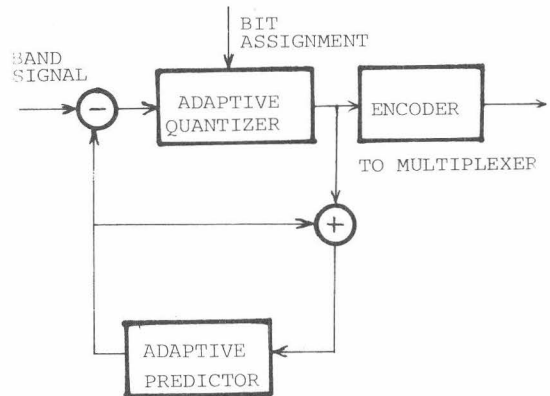 BIT
ASSIGNMENT
BAND
SIGNAL
−
ADAPTIVE
QUANTIZER
ENCODER
TO MULTIPLEXER
+
ADAPTIVE
PREDICTOR